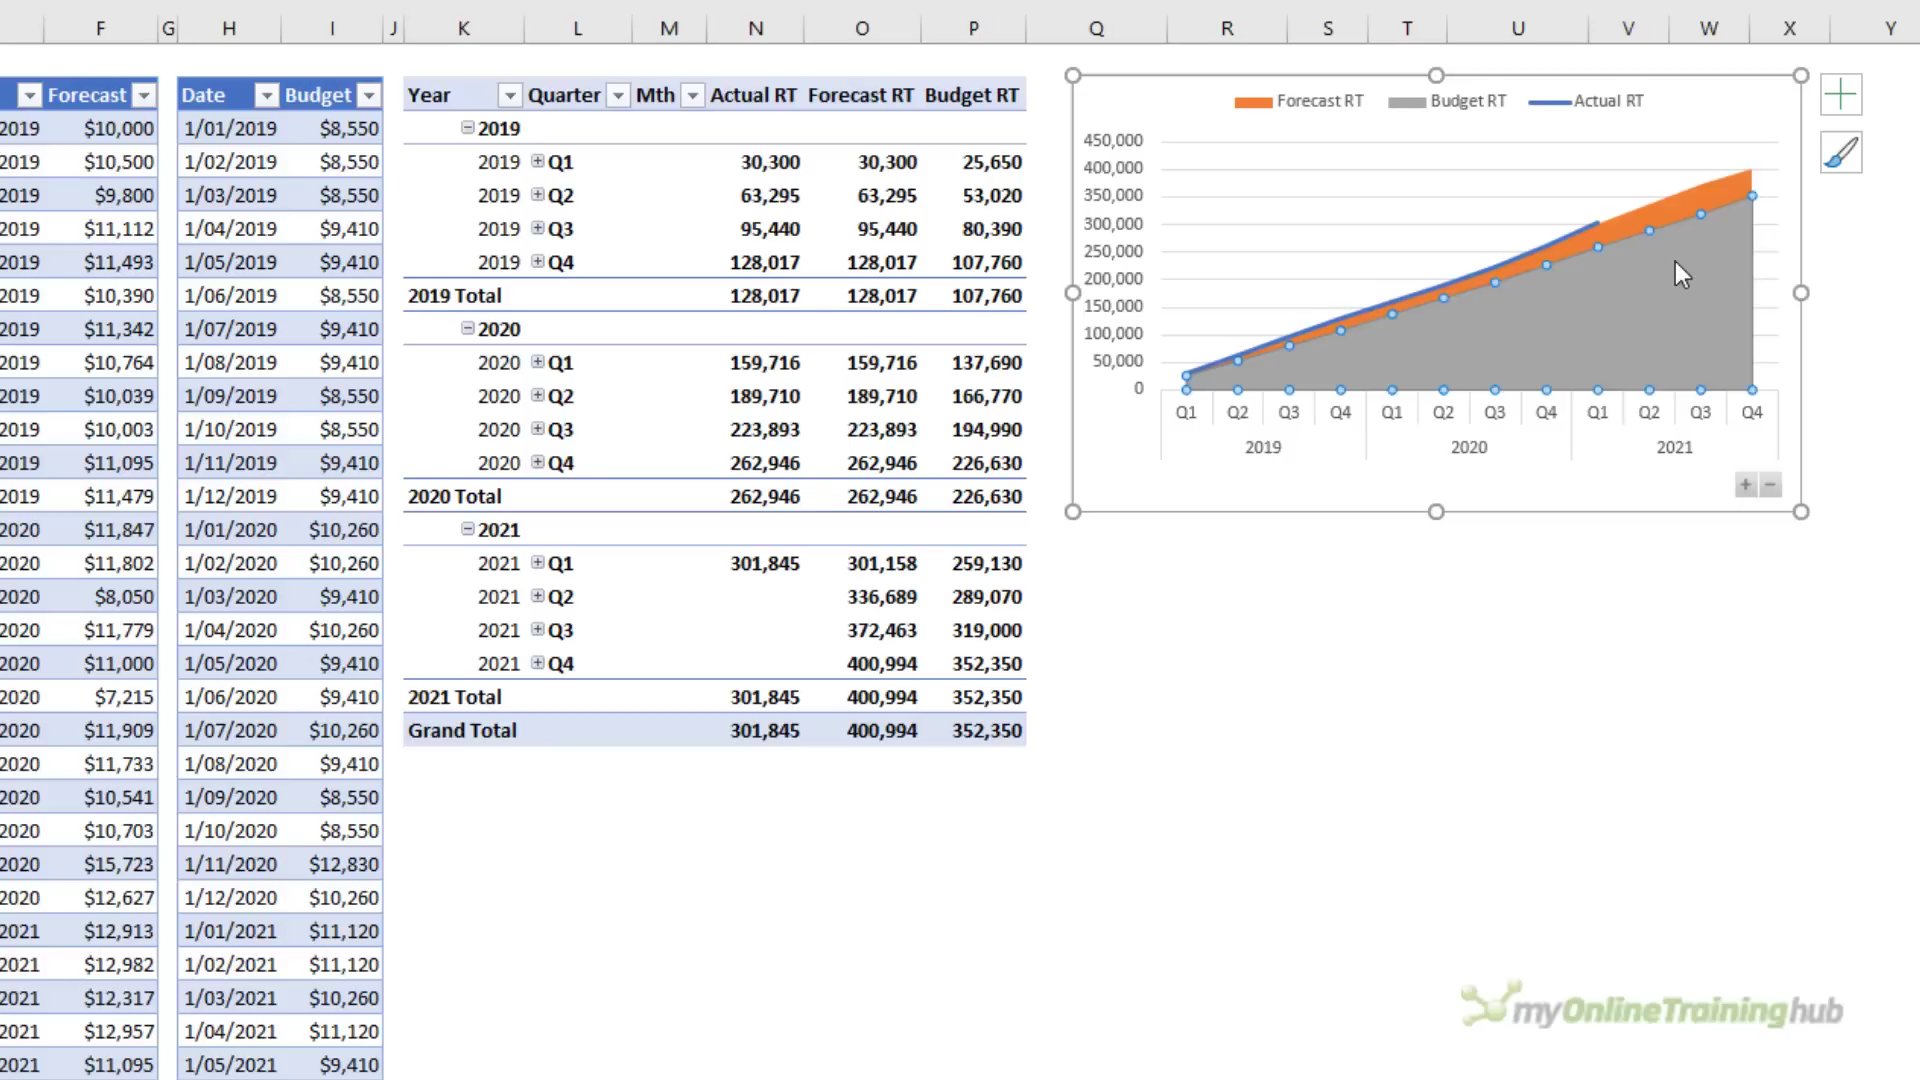 F G H I J K L M N O P Q R S T U V W X Y
Forecast Date Budget Year Quarter Mth Actual RT Forecast RT Budget RT
2019 $10,000 1/01/2019 $8,550 2019
2019 $10,500 1/02/2019 $8,550 2019 Q1 30,300 30,300 25,650
2019 $9,800 1/03/2019 $8,550 2019 Q2 63,295 63,295 53,020
2019 $11,112 1/04/2019 $9,410 2019 Q3 95,440 95,440 80,390
2019 $11,493 1/05/2019 $9,410 2019 Q4 128,017 128,017 107,760
2019 $10,390 1/06/2019 $8,550 2019 Total 128,017 128,017 107,760
2019 $11,342 1/07/2019 $9,410 2020
2019 $10,764 1/08/2019 $9,410 2020 Q1 159,716 159,716 137,690
2019 $10,039 1/09/2019 $8,550 2020 Q2 189,710 189,710 166,770
2019 $10,003 1/10/2019 $8,550 2020 Q3 223,893 223,893 194,990
2019 $11,095 1/11/2019 $9,410 2020 Q4 262,946 262,946 226,630
2019 $11,479 1/12/2019 $9,410 2020 Total 262,946 262,946 226,630
2020 $11,847 1/01/2020 $10,260 2021
2020 $11,802 1/02/2020 $10,260 2021 Q1 301,845 301,158 259,130
2020 $8,050 1/03/2020 $9,410 2021 Q2 336,689 289,070
2020 $11,779 1/04/2020 $10,260 2021 Q3 372,463 319,000
2020 $11,000 1/05/2020 $9,410 2021 Q4 400,994 352,350
2020 $7,215 1/06/2020 $9,410 2021 Total 301,845 400,994 352,350
2020 $11,909 1/07/2020 $10,260 Grand Total 301,845 400,994 352,350
2020 $11,733 1/08/2020 $9,410
2020 $10,541 1/09/2020 $8,550
2020 $10,703 1/10/2020 $8,550
2020 $15,723 1/11/2020 $12,830
2020 $12,627 1/12/2020 $10,260
2021 $12,913 1/01/2021 $11,120
2021 $12,982 1/02/2021 $11,120
2021 $12,317 1/03/2021 $10,260
2021 $12,957 1/04/2021 $11,120
2021 $11,095 1/05/2021 $9,410
Forecast RT Budget RT Actual RT
450,000
400,000
350,000
300,000
250,000
200,000
150,000
100,000
50,000
0
Q1 Q2 Q3 Q4 Q1 Q2 Q3 Q4 Q1 Q2 Q3 Q4
2019 2020 2021
myOnlineTraininghub